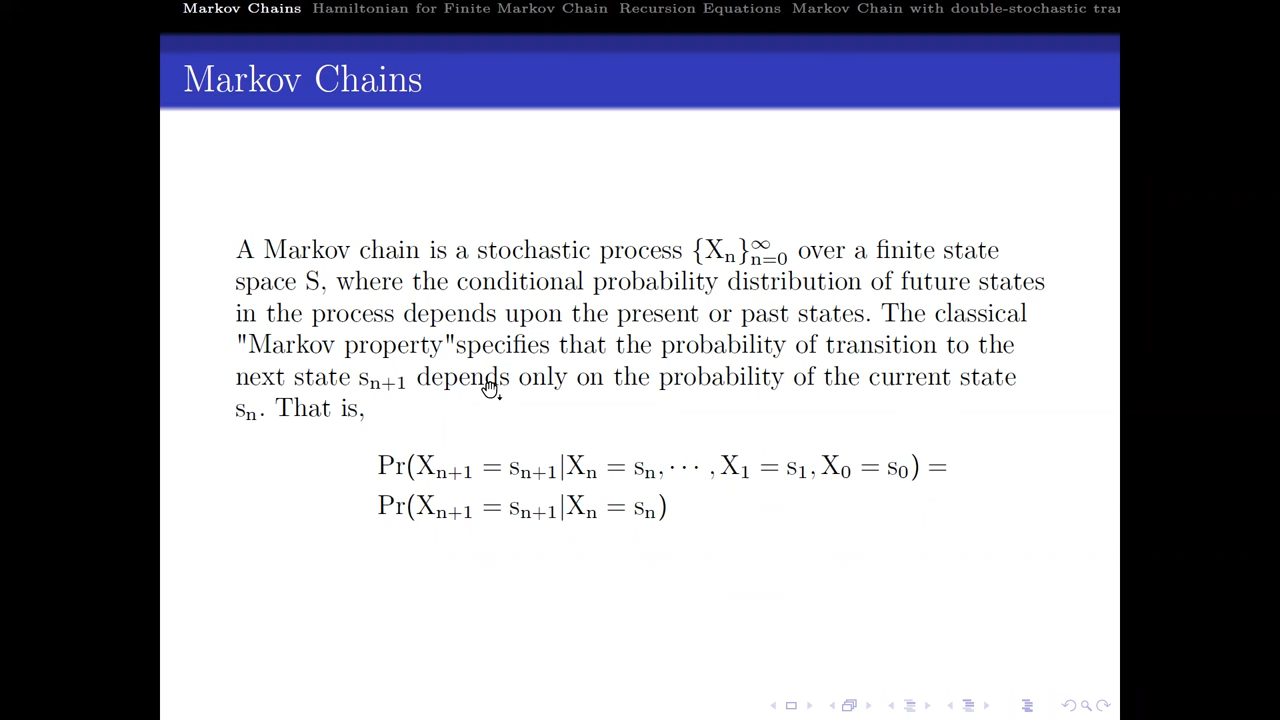 Markov Chains Hamiltonian for Finite Markov Chain Recursion Equations Markov Chain with double-stochastic tra
Markov Chains
A Markov chain is a stochastic process {Xₙ}ₙ₌₀^∞ over a finite state
space S, where the conditional probability distribution of future states
in the process depends upon the present or past states. The classical
"Markov property"specifies that the probability of transition to the
next state sₙ₊₁ depends only on the probability of the current state
sₙ. That is,
Pr(Xₙ₊₁ = sₙ₊₁|Xₙ = sₙ, ⋯ , X₁ = s₁, X₀ = s₀) =
Pr(Xₙ₊₁ = sₙ₊₁|Xₙ = sₙ)